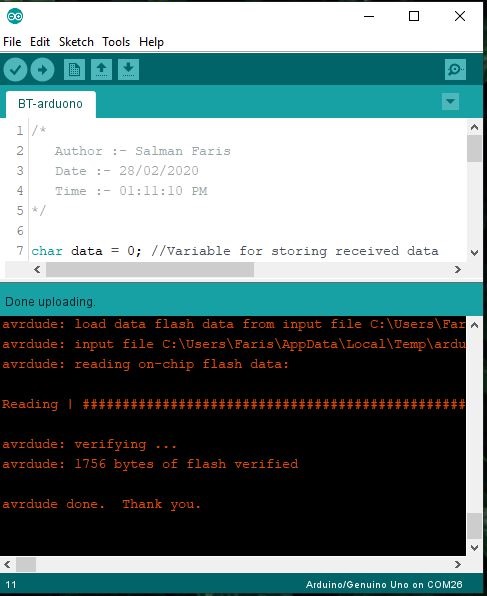 File Edit Sketch Tools Help
BT-arduono
1 /*
2 Author :- Salman Faris
3 Date :- 28/02/2020
4 Time :- 01:11:10 PM
5 */
6
7 char data = 0; //Variable for storing received data
Done uploading.
avrdude: load data flash data from input file C:\Users\Far
avrdude: input file C:\Users\Faris\AppData\Local\Temp\ardu
avrdude: reading on-chip flash data:
Reading | ################################################
avrdude: verifying ...
avrdude: 1756 bytes of flash verified
avrdude done.  Thank you.
11 Arduino/Genuino Uno on COM26